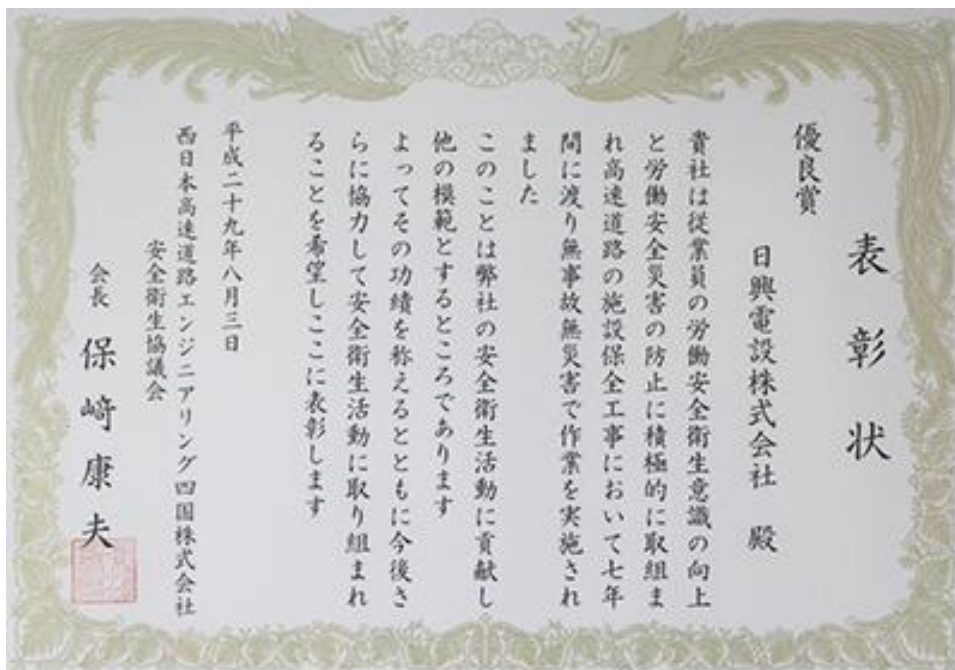 表彰状
優良賞
日興電設株式会社 殿
貴社は従業員の労働安全衛生意識の向上
と労働安全災害の防止に積極的に取組ま
れ高速道路の施設保全工事において七年
間に渡り無事故無災害で作業を実施され
ました
このことは弊社の安全衛生活動に貢献し
他の模範とするところであります
よってその功績を称えるとともに今後さ
らに協力して安全衛生活動に取り組まれ
ることを希望しここに表彰します
平成二十九年八月三日
西日本高速道路エンジニアリング四国株式会社
安全衛生協議会
会長 保﨑康夫